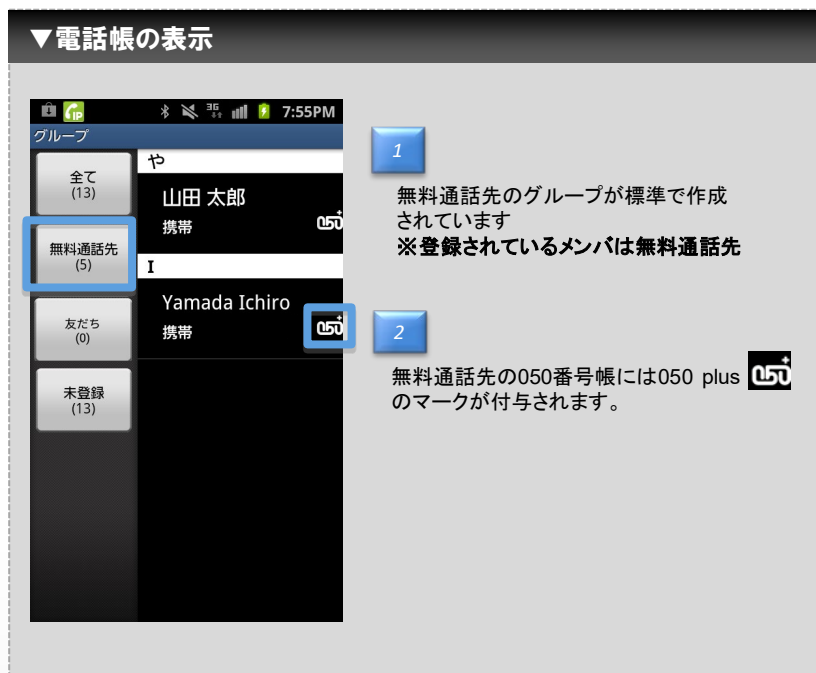 ▼電話帳の表示
IP
3G
7:55PM
グループ
全て
(13)
無料通話先
(5)
友だち
(0)
未登録
(13)
や
山田 太郎
携帯
050+
I
Yamada Ichiro
携帯
050+
1
無料通話先のグループが標準で作成
されています
※登録されているメンバは無料通話先
2
無料通話先の050番号帳には050 plus 050+
のマークが付与されます。